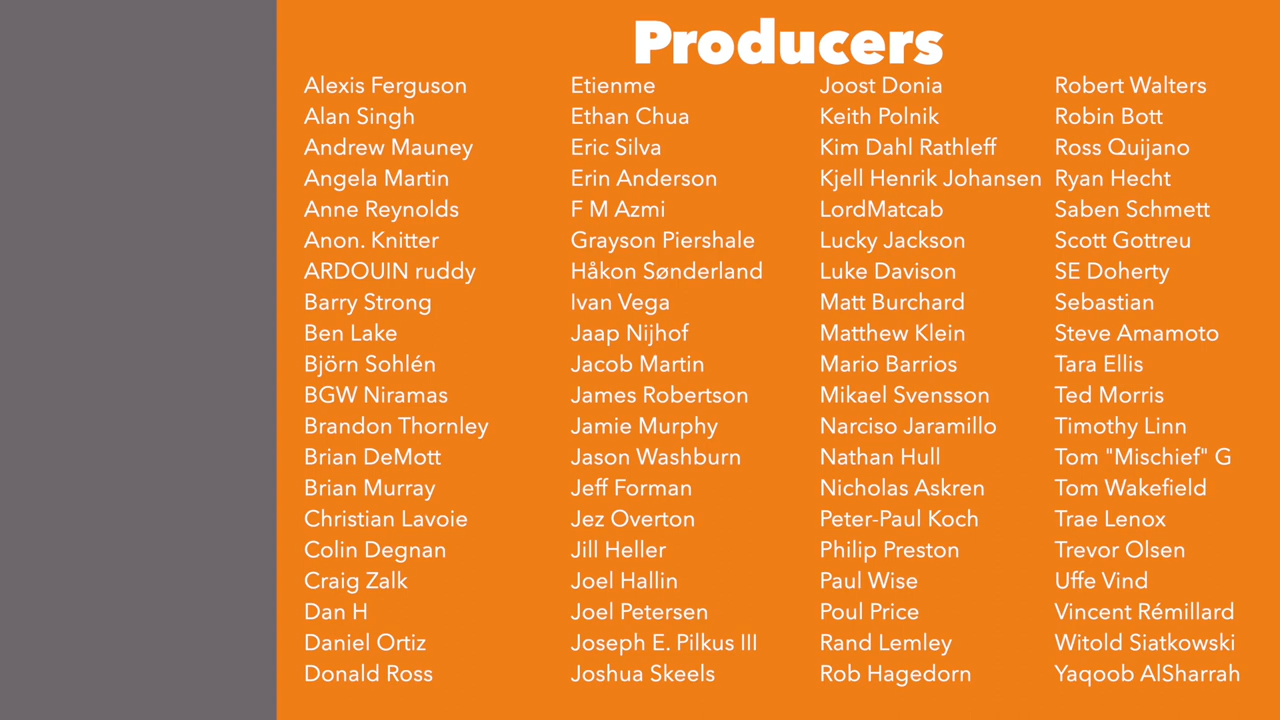 Producers
Alexis Ferguson
Alan Singh
Andrew Mauney
Angela Martin
Anne Reynolds
Anon. Knitter
ARDOUIN ruddy
Barry Strong
Ben Lake
Björn Sohlén
BGW Niramas
Brandon Thornley
Brian DeMott
Brian Murray
Christian Lavoie
Colin Degnan
Craig Zalk
Dan H
Daniel Ortiz
Donald Ross
Etienme
Ethan Chua
Eric Silva
Erin Anderson
F M Azmi
Grayson Piershale
Håkon Sønderland
Ivan Vega
Jaap Nijhof
Jacob Martin
James Robertson
Jamie Murphy
Jason Washburn
Jeff Forman
Jez Overton
Jill Heller
Joel Hallin
Joel Petersen
Joseph E. Pilkus III
Joshua Skeels
Joost Donia
Keith Polnik
Kim Dahl Rathleff
Kjell Henrik Johansen
LordMatcab
Lucky Jackson
Luke Davison
Matt Burchard
Matthew Klein
Mario Barrios
Mikael Svensson
Narciso Jaramillo
Nathan Hull
Nicholas Askren
Peter-Paul Koch
Philip Preston
Paul Wise
Poul Price
Rand Lemley
Rob Hagedorn
Robert Walters
Robin Bott
Ross Quijano
Ryan Hecht
Saben Schmett
Scott Gottreu
SE Doherty
Sebastian
Steve Amamoto
Tara Ellis
Ted Morris
Timothy Linn
Tom "Mischief" G
Tom Wakefield
Trae Lenox
Trevor Olsen
Uffe Vind
Vincent Rémillard
Witold Siatkowski
Yaqoob AlSharrah